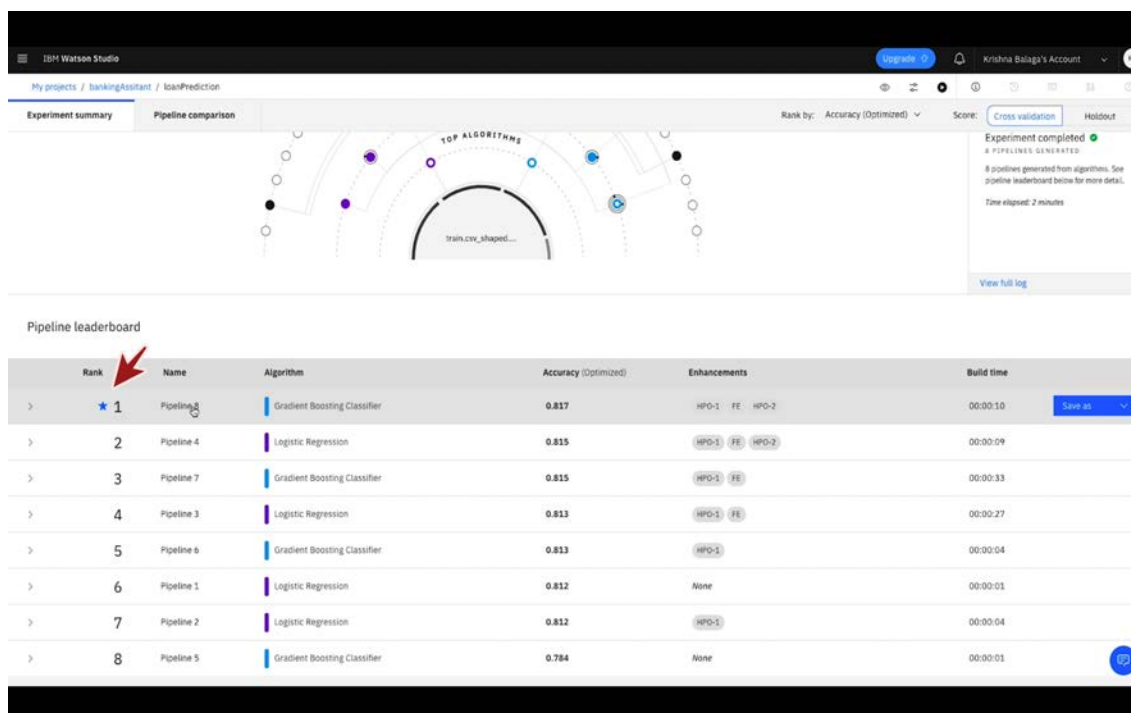 IBM Watson Studio
Upgrade
Krishna Balaga's Account
My projects / bankingAssitant / loanPrediction
Experiment summary
Pipeline comparison
Rank by: Accuracy (Optimized)
Score: Cross validation Holdout
TOP ALGORITHMS
train.csv_shaped....
Experiment completed
8 PIPELINES GENERATED
8 pipelines generated from algorithms. See
pipeline leaderboard below for more detail.
Time elapsed: 2 minutes
View full log
Pipeline leaderboard
Rank Name Algorithm Accuracy (Optimized) Enhancements Build time
1 Pipeline 8 Gradient Boosting Classifier 0.817 HPO-1 FE HPO-2 00:00:10 Save as
2 Pipeline 4 Logistic Regression 0.815 HPO-1 FE HPO-2 00:00:09
3 Pipeline 7 Gradient Boosting Classifier 0.815 HPO-1 FE 00:00:33
4 Pipeline 3 Logistic Regression 0.813 HPO-1 FE 00:00:27
5 Pipeline 6 Gradient Boosting Classifier 0.813 HPO-1 00:00:04
6 Pipeline 1 Logistic Regression 0.812 None 00:00:01
7 Pipeline 2 Logistic Regression 0.812 HPO-1 00:00:04
8 Pipeline 5 Gradient Boosting Classifier 0.784 None 00:00:01